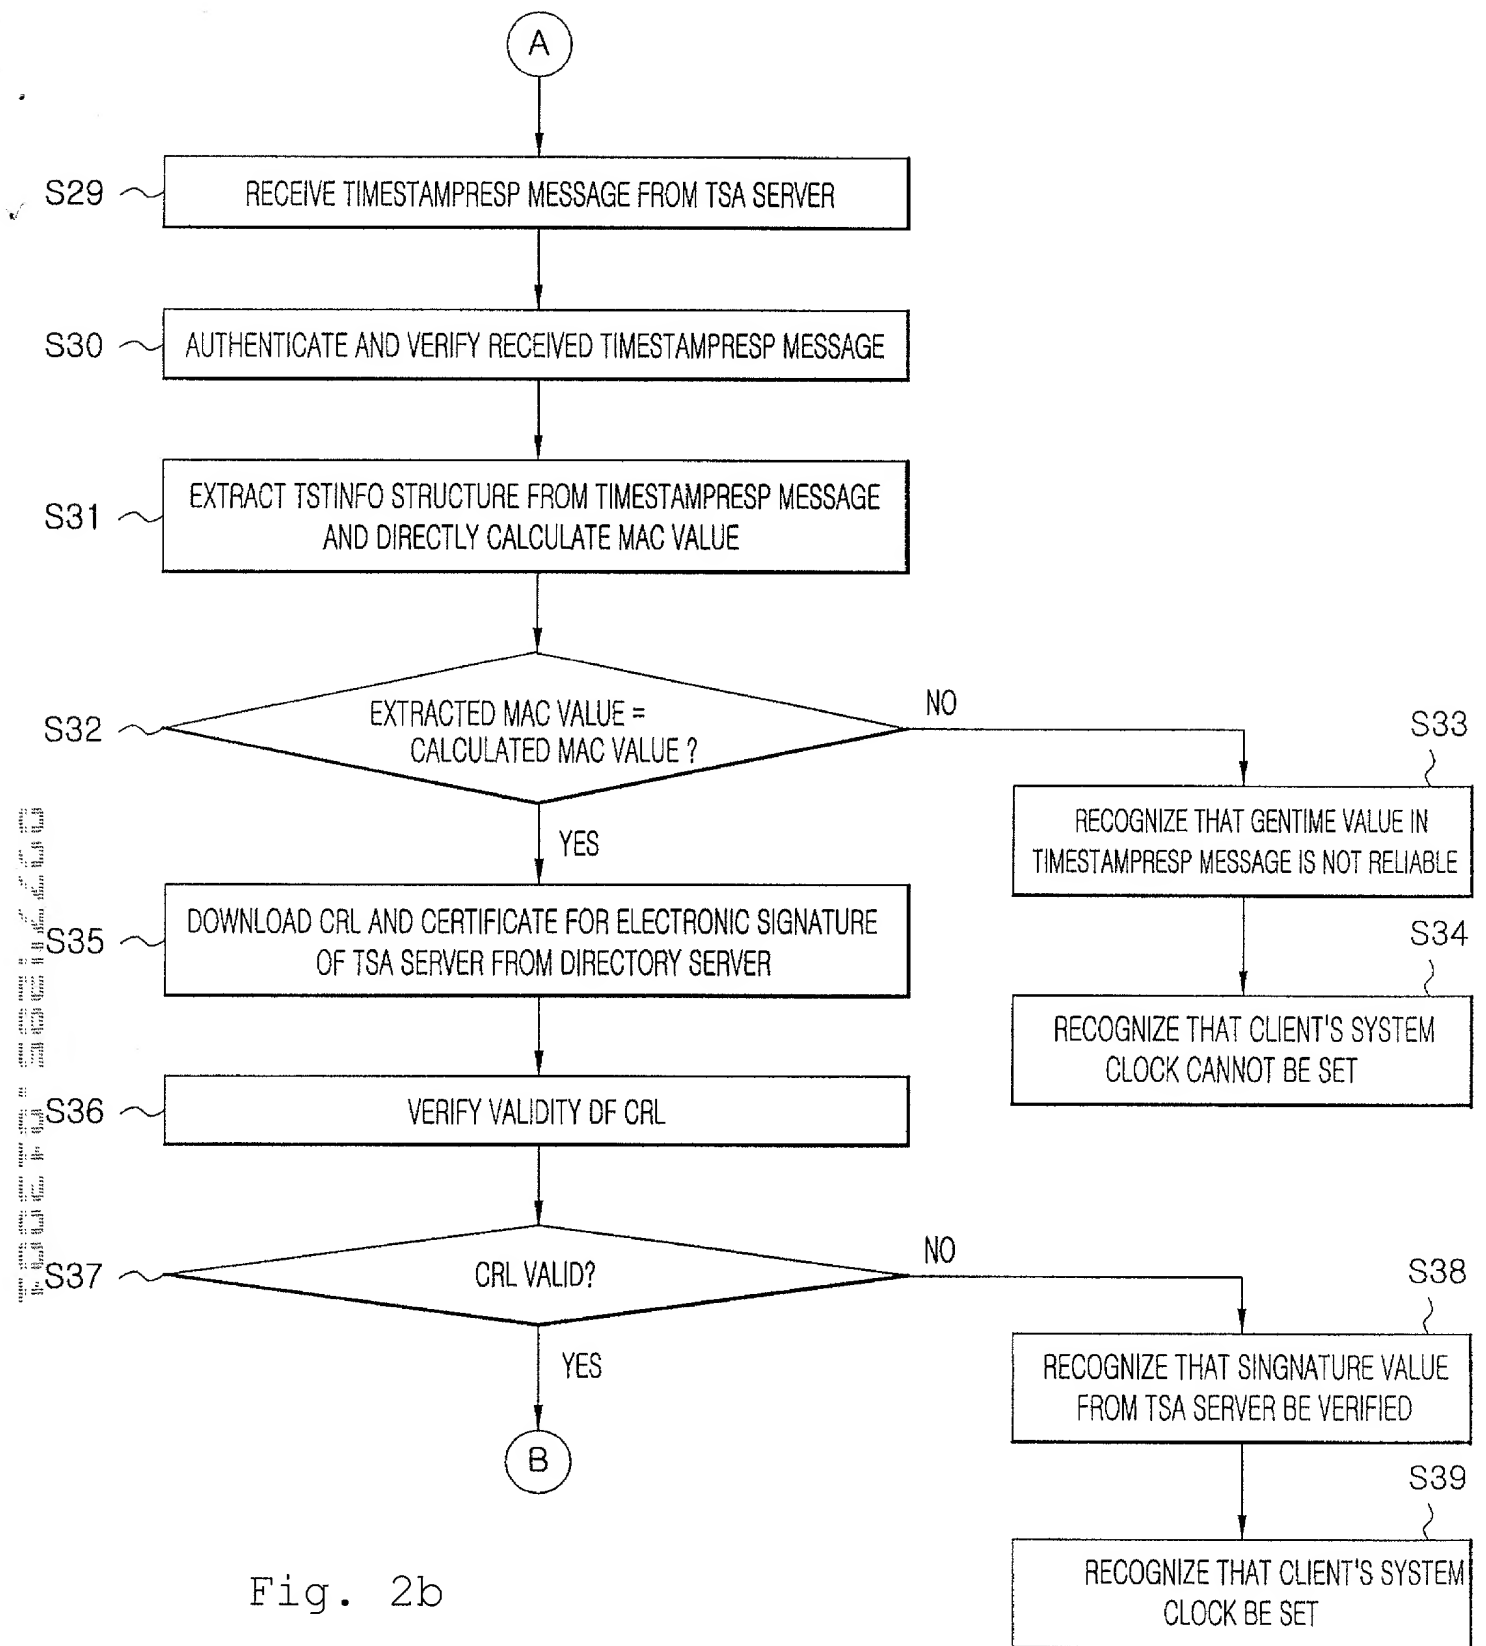 A
S29
RECEIVE TIMESTAMPRESP MESSAGE FROM TSA SERVER
S30
AUTHENTICATE AND VERIFY RECEIVED TIMESTAMPRESP MESSAGE
S31
EXTRACT TSTINFO STRUCTURE FROM TIMESTAMPRESP MESSAGE
AND DIRECTLY CALCULATE MAC VALUE
S32
EXTRACTED MAC VALUE =
CALCULATED MAC VALUE ?
NO
YES
S33
RECOGNIZE THAT GENTIME VALUE IN
TIMESTAMPRESP MESSAGE IS NOT RELIABLE
S34
RECOGNIZE THAT CLIENT'S SYSTEM
CLOCK CANNOT BE SET
S35
DOWNLOAD CRL AND CERTIFICATE FOR ELECTRONIC SIGNATURE
OF TSA SERVER FROM DIRECTORY SERVER
S36
VERIFY VALIDITY OF CRL
S37
CRL VALID?
NO
YES
S38
RECOGNIZE THAT SINGNATURE VALUE
FROM TSA SERVER BE VERIFIED
S39
RECOGNIZE THAT CLIENT'S SYSTEM
CLOCK BE SET
B
Fig. 2b